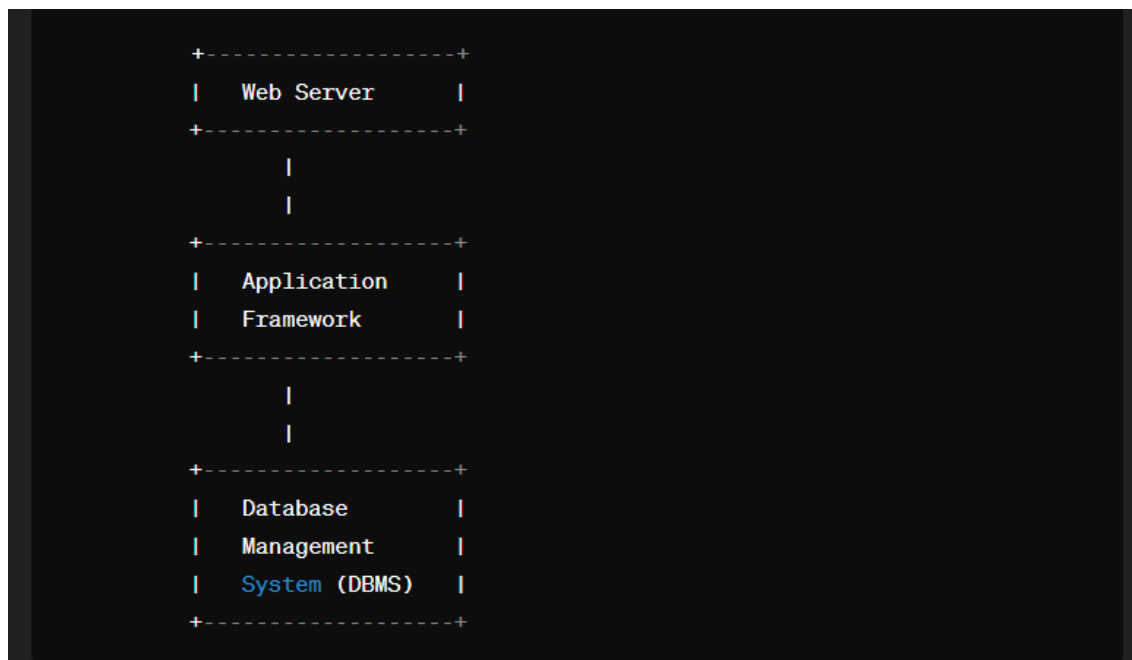 +-------------------+
|   Web Server      |
+-------------------+
|
|
+-------------------+
|   Application     |
|   Framework       |
+-------------------+
|
|
+-------------------+
|   Database        |
|   Management      |
|   System (DBMS)   |
+-------------------+